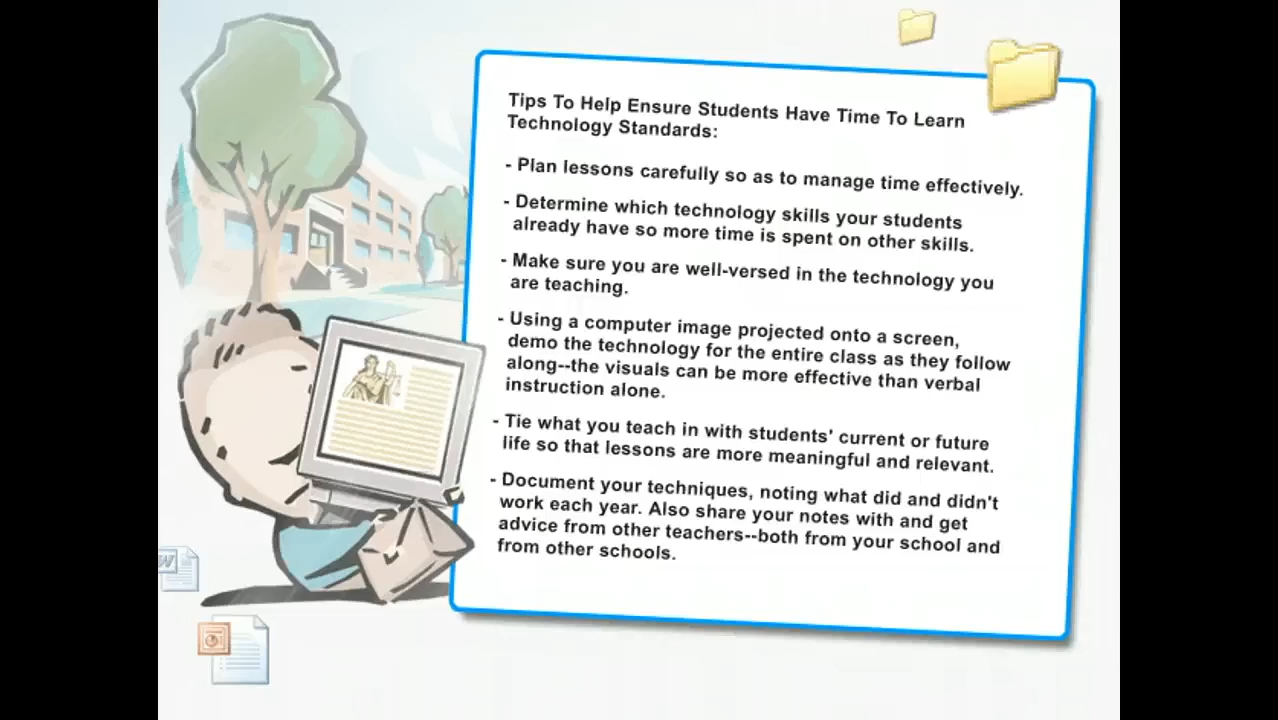 Tips To Help Ensure Students Have Time To Learn
Technology Standards:
- Plan lessons carefully so as to manage time effectively.
- Determine which technology skills your students
already have so more time is spent on other skills.
- Make sure you are well-versed in the technology you
are teaching.
- Using a computer image projected onto a screen,
demo the technology for the entire class as they follow
along--the visuals can be more effective than verbal
instruction alone.
- Tie what you teach in with students' current or future
life so that lessons are more meaningful and relevant.
- Document your techniques, noting what did and didn't
work each year. Also share your notes with and get
advice from other teachers--both from your school and
from other schools.
W